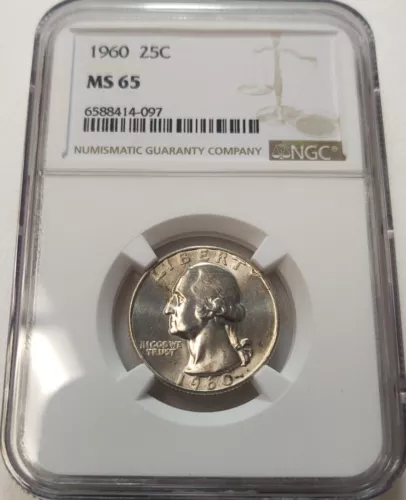 1960 25C
MS 65
6588414-097
NUMISMATIC GUARANTY COMPANY
NGC®
LIBERTY
IN GOD WE
TRUST
1960